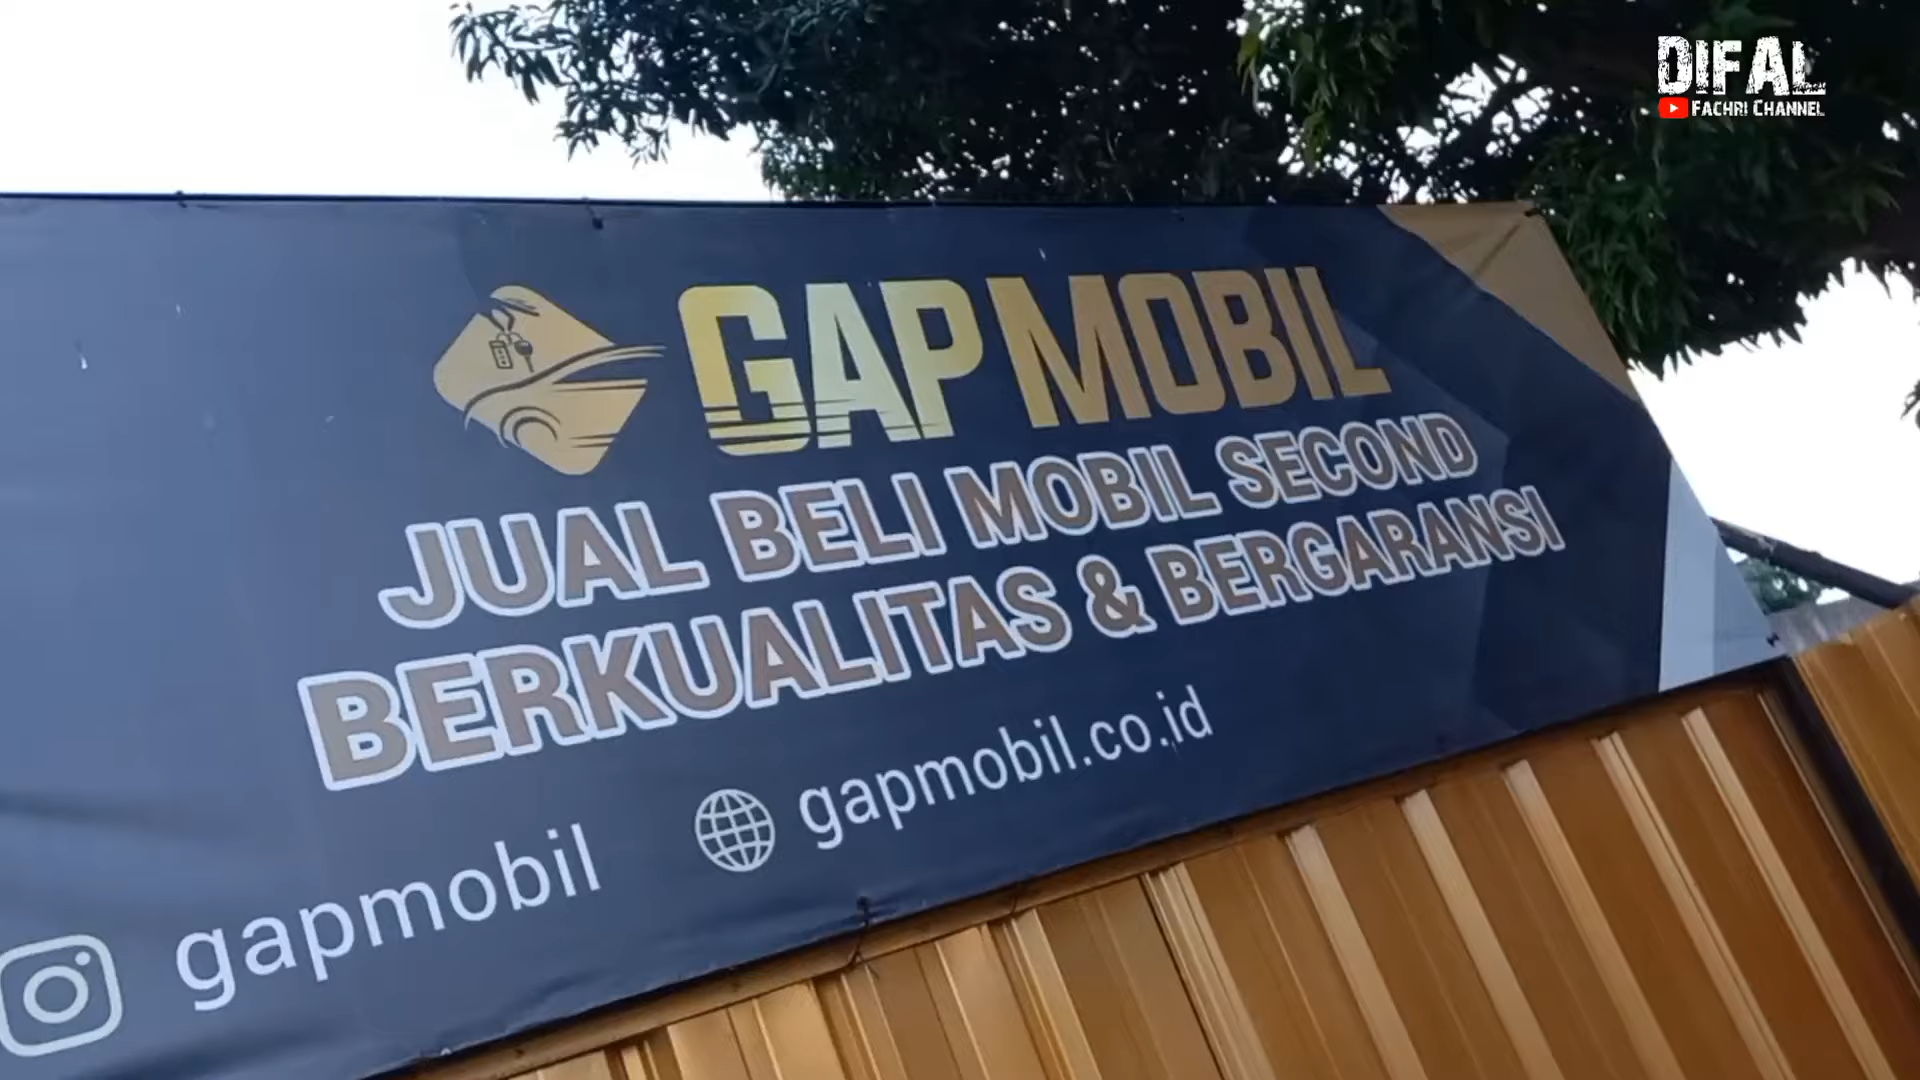 DIFAL
FACHRI CHANNEL
GAP MOBIL
JUAL BELI MOBIL SECOND
BERKUALITAS & BERGARANSI
gapmobil
gapmobil.co.id